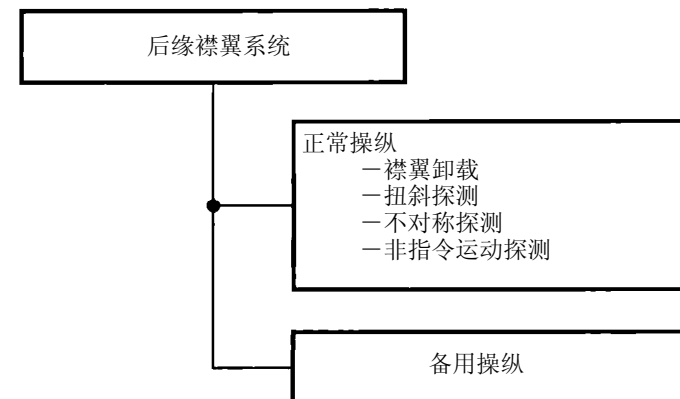 后缘襟翼系统
正常操纵
－襟翼卸载
－扭斜探测
－不对称探测
－非指令运动探测
备用操纵